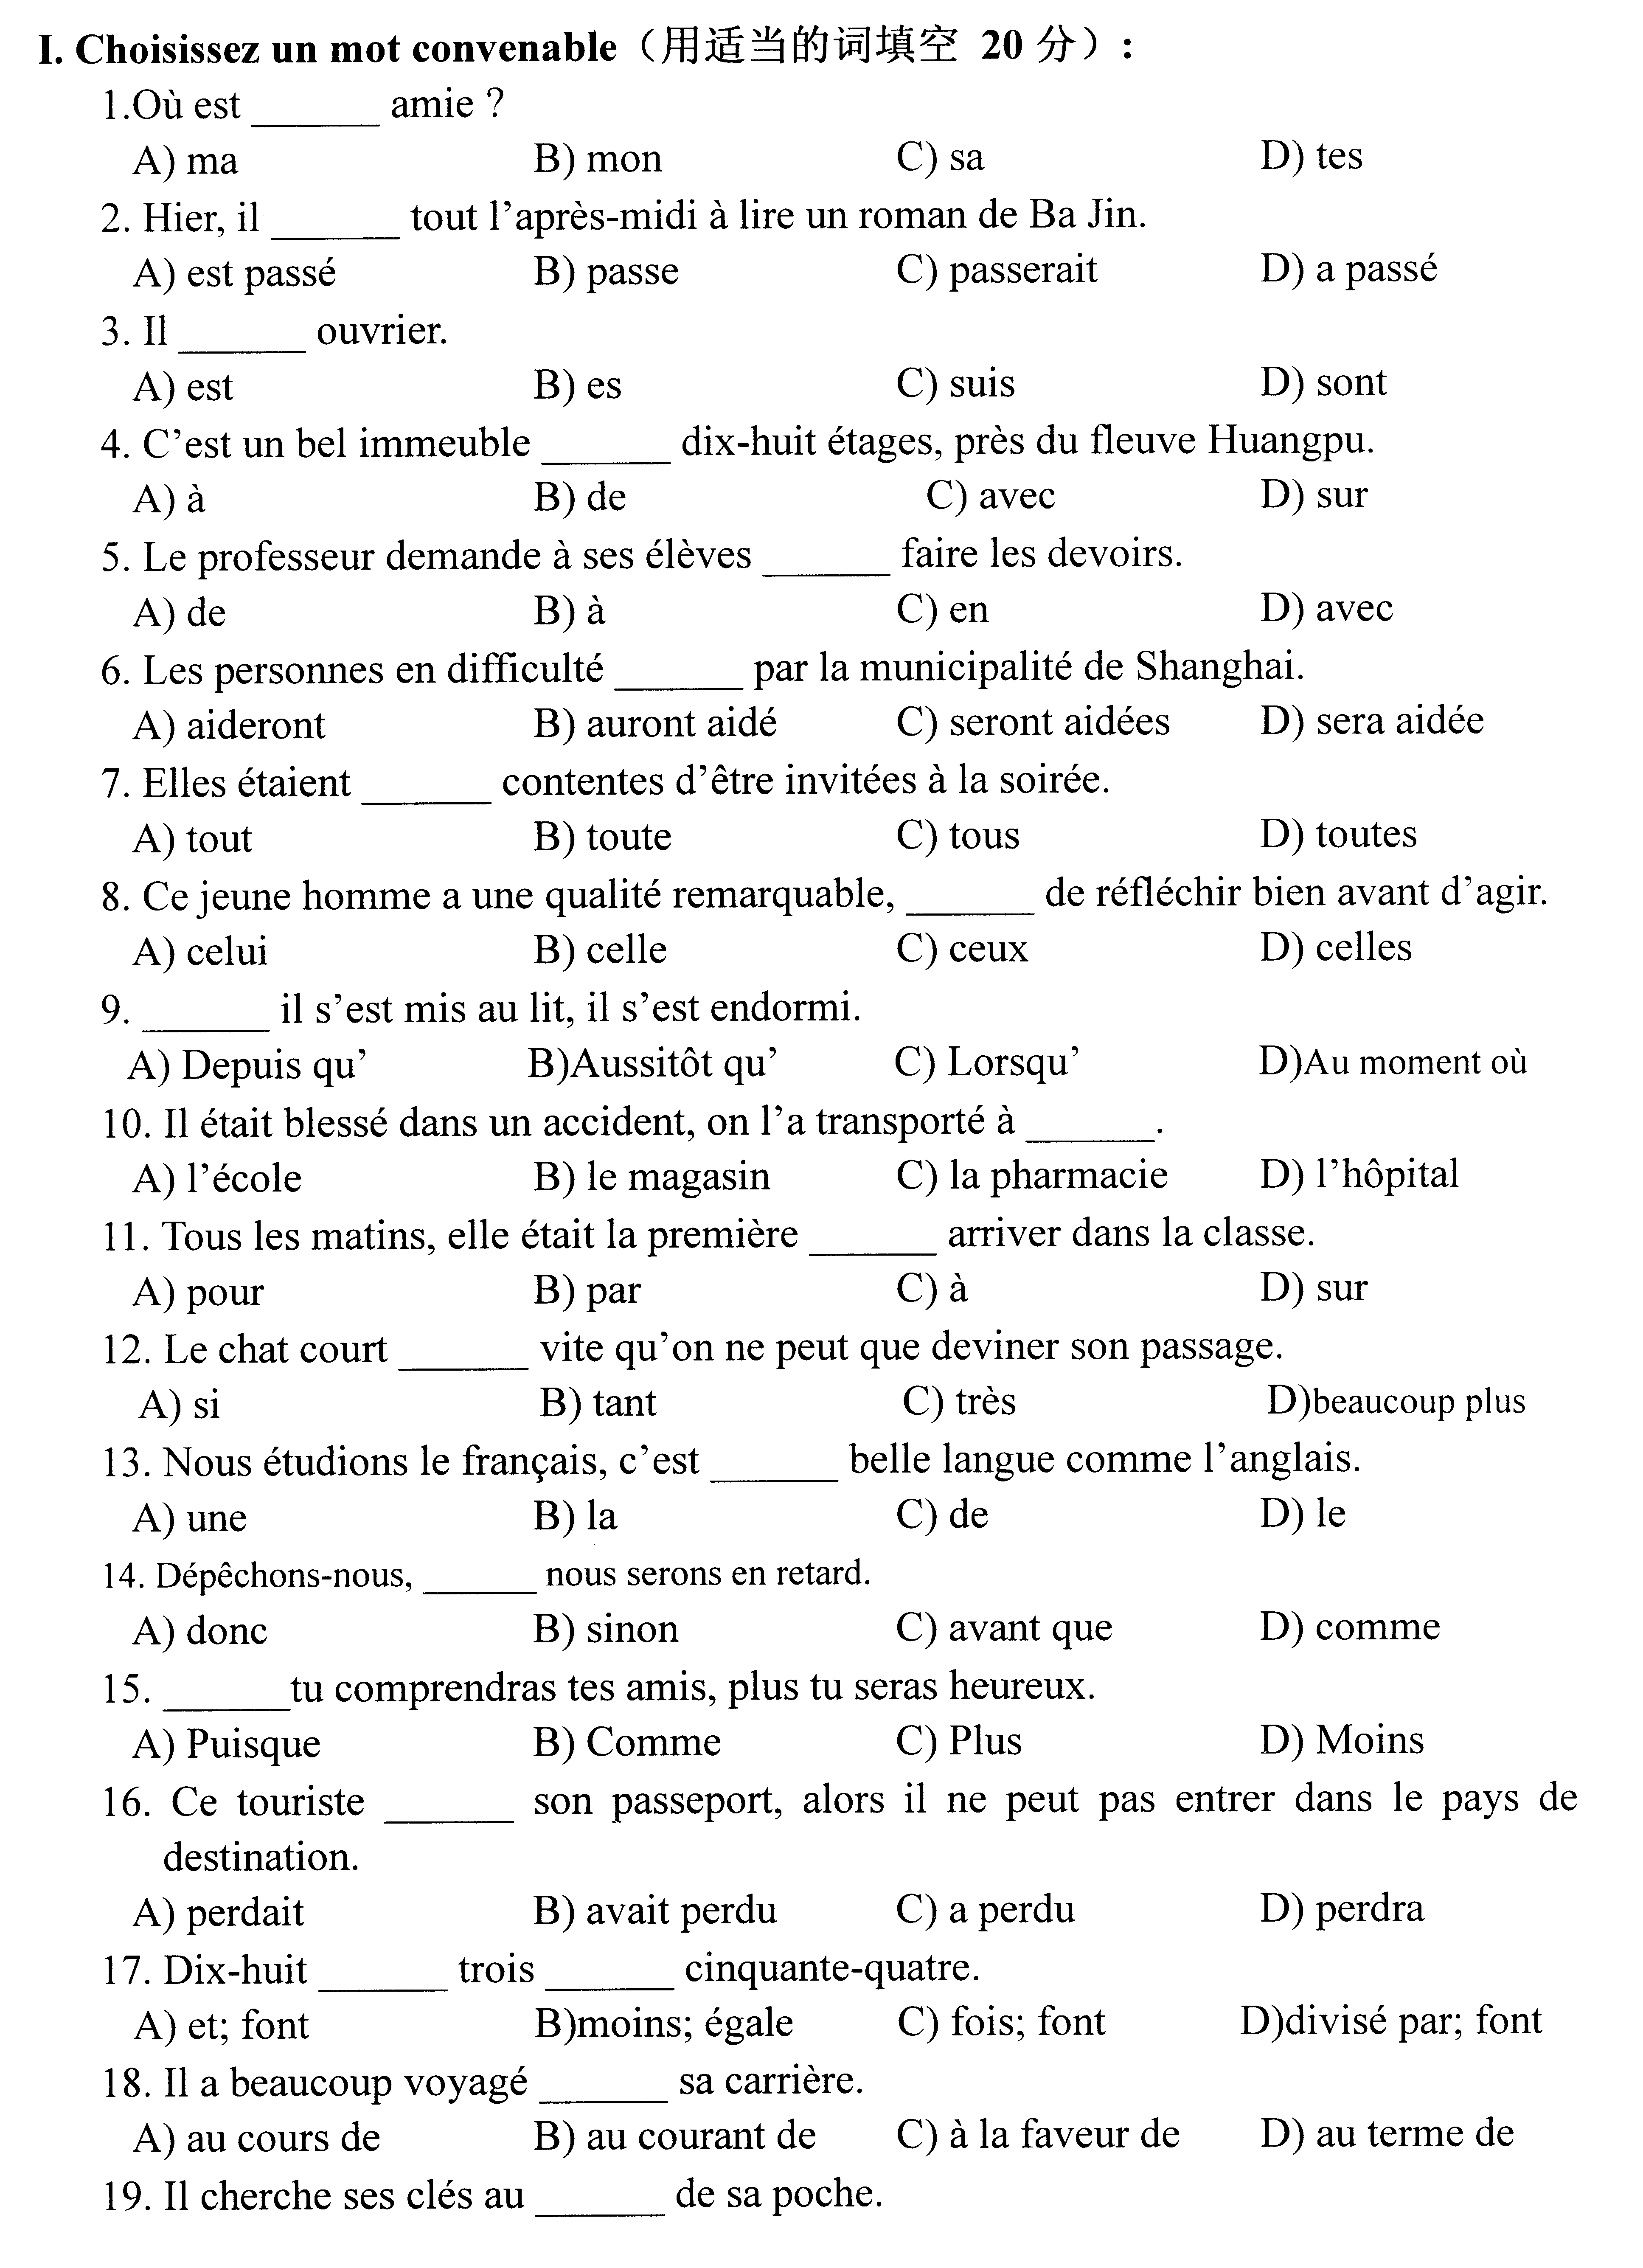 I. Choisissez un mot convenable（用适当的词填空 20 分）:
1.Où est ______ amie ?
A) ma B) mon C) sa D) tes
2. Hier, il ______ tout l’après-midi à lire un roman de Ba Jin.
A) est passé B) passe C) passerait D) a passé
3. Il ______ ouvrier.
A) est B) es C) suis D) sont
4. C’est un bel immeuble ______ dix-huit étages, près du fleuve Huangpu.
A) à B) de C) avec D) sur
5. Le professeur demande à ses élèves ______ faire les devoirs.
A) de B) à C) en D) avec
6. Les personnes en difficulté ______ par la municipalité de Shanghai.
A) aideront B) auront aidé C) seront aidées D) sera aidée
7. Elles étaient ______ contentes d’être invitées à la soirée.
A) tout B) toute C) tous D) toutes
8. Ce jeune homme a une qualité remarquable, ______ de réfléchir bien avant d’agir.
A) celui B) celle C) ceux D) celles
9. ______ il s’est mis au lit, il s’est endormi.
A) Depuis qu’ B)Aussitôt qu’ C) Lorsqu’ D)Au moment où
10. Il était blessé dans un accident, on l’a transporté à ______.
A) l’école B) le magasin C) la pharmacie D) l’hôpital
11. Tous les matins, elle était la première ______ arriver dans la classe.
A) pour B) par C) à D) sur
12. Le chat court ______ vite qu’on ne peut que deviner son passage.
A) si B) tant C) très D)beaucoup plus
13. Nous étudions le français, c’est ______ belle langue comme l’anglais.
A) une B) la C) de D) le
14. Dépêchons-nous, ______ nous serons en retard.
A) donc B) sinon C) avant que D) comme
15. ______tu comprendras tes amis, plus tu seras heureux.
A) Puisque B) Comme C) Plus D) Moins
16. Ce touriste ______ son passeport, alors il ne peut pas entrer dans le pays de
destination.
A) perdait B) avait perdu C) a perdu D) perdra
17. Dix-huit ______ trois ______ cinquante-quatre.
A) et; font B)moins; égale C) fois; font D)divisé par; font
18. Il a beaucoup voyagé ______ sa carrière.
A) au cours de B) au courant de C) à la faveur de D) au terme de
19. Il cherche ses clés au ______ de sa poche.